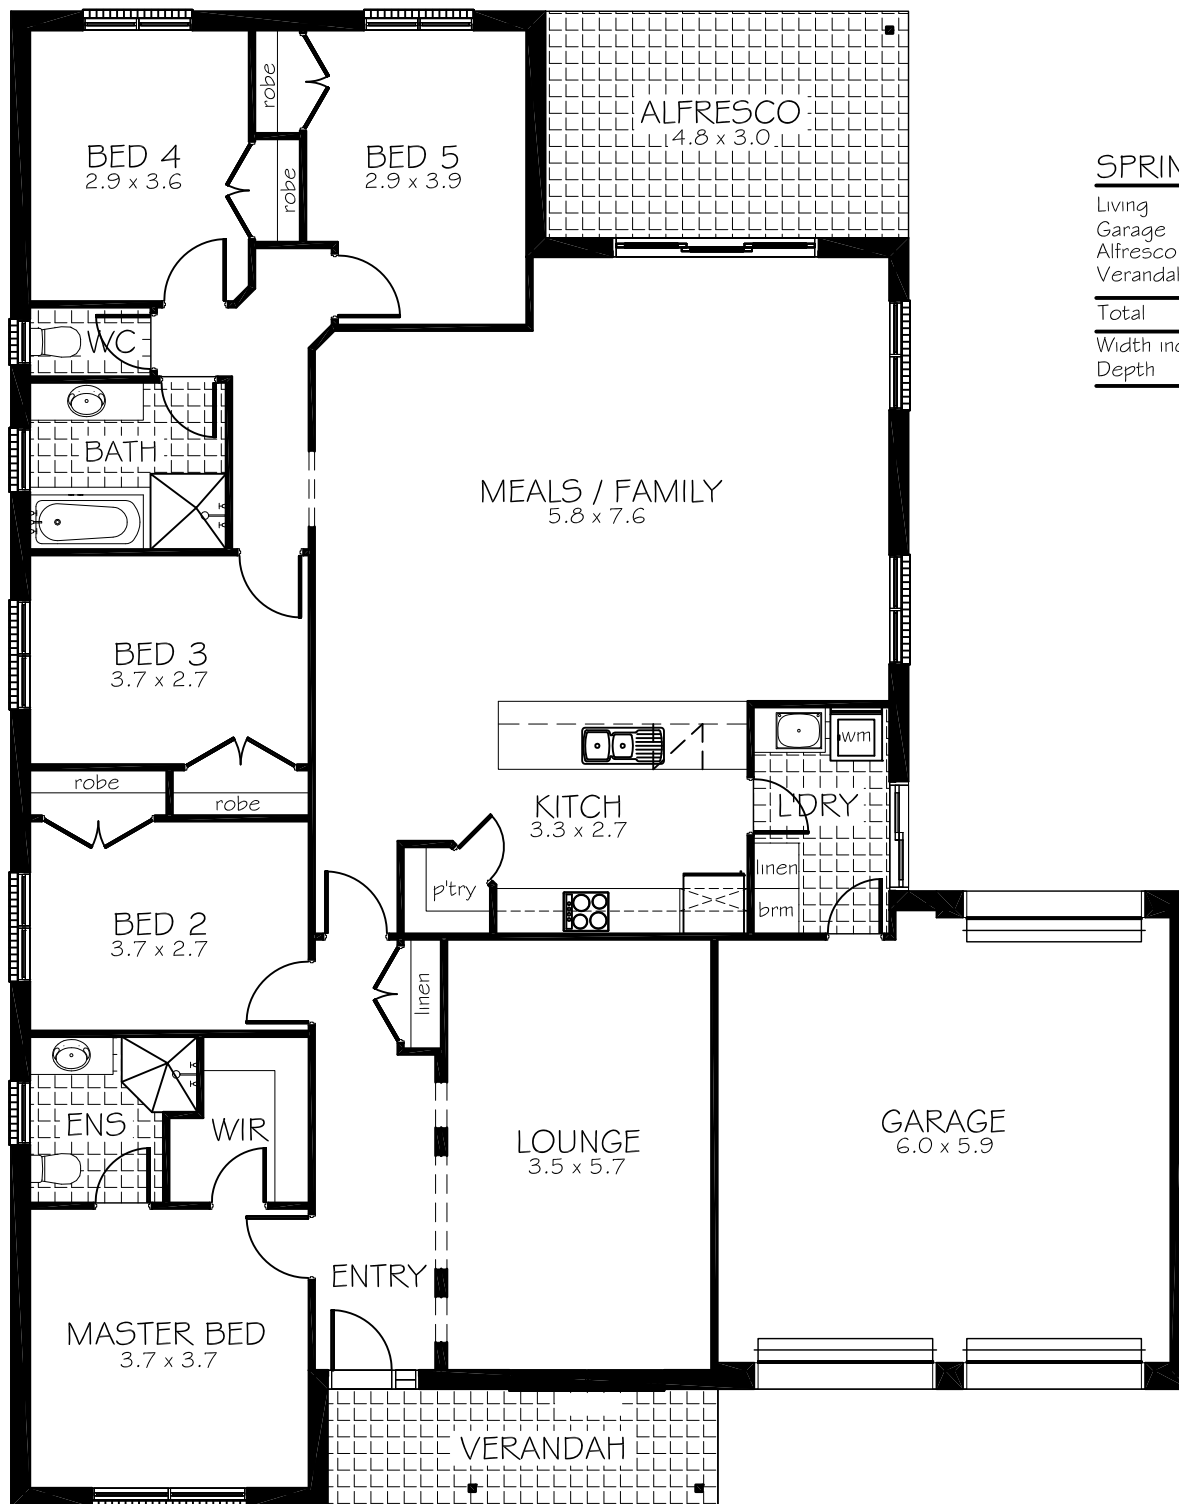 ALFRESCO
4.8 x 3.0
robe
BED 4
2.9 x 3.6
BED 5
2.9 x 3.9
robe
Living
Garage
Alfresco
Total
Depth
WC
BATH
MEALS / FAMILY
5.8 x 7.6
BED 3
3.7 x 2.7
wm
robe
robe
KITCH
3.3 x 2.7
L'DRY
linen
p'try
brm
BED 2
3.7 x 2.7
linen
ENS
WIR
LOUNGE
3.5 x 5.7
GARAGE
6.0 x 5.9
ENTRY
MASTER BED
3.7 x 3.7
VERANDAH